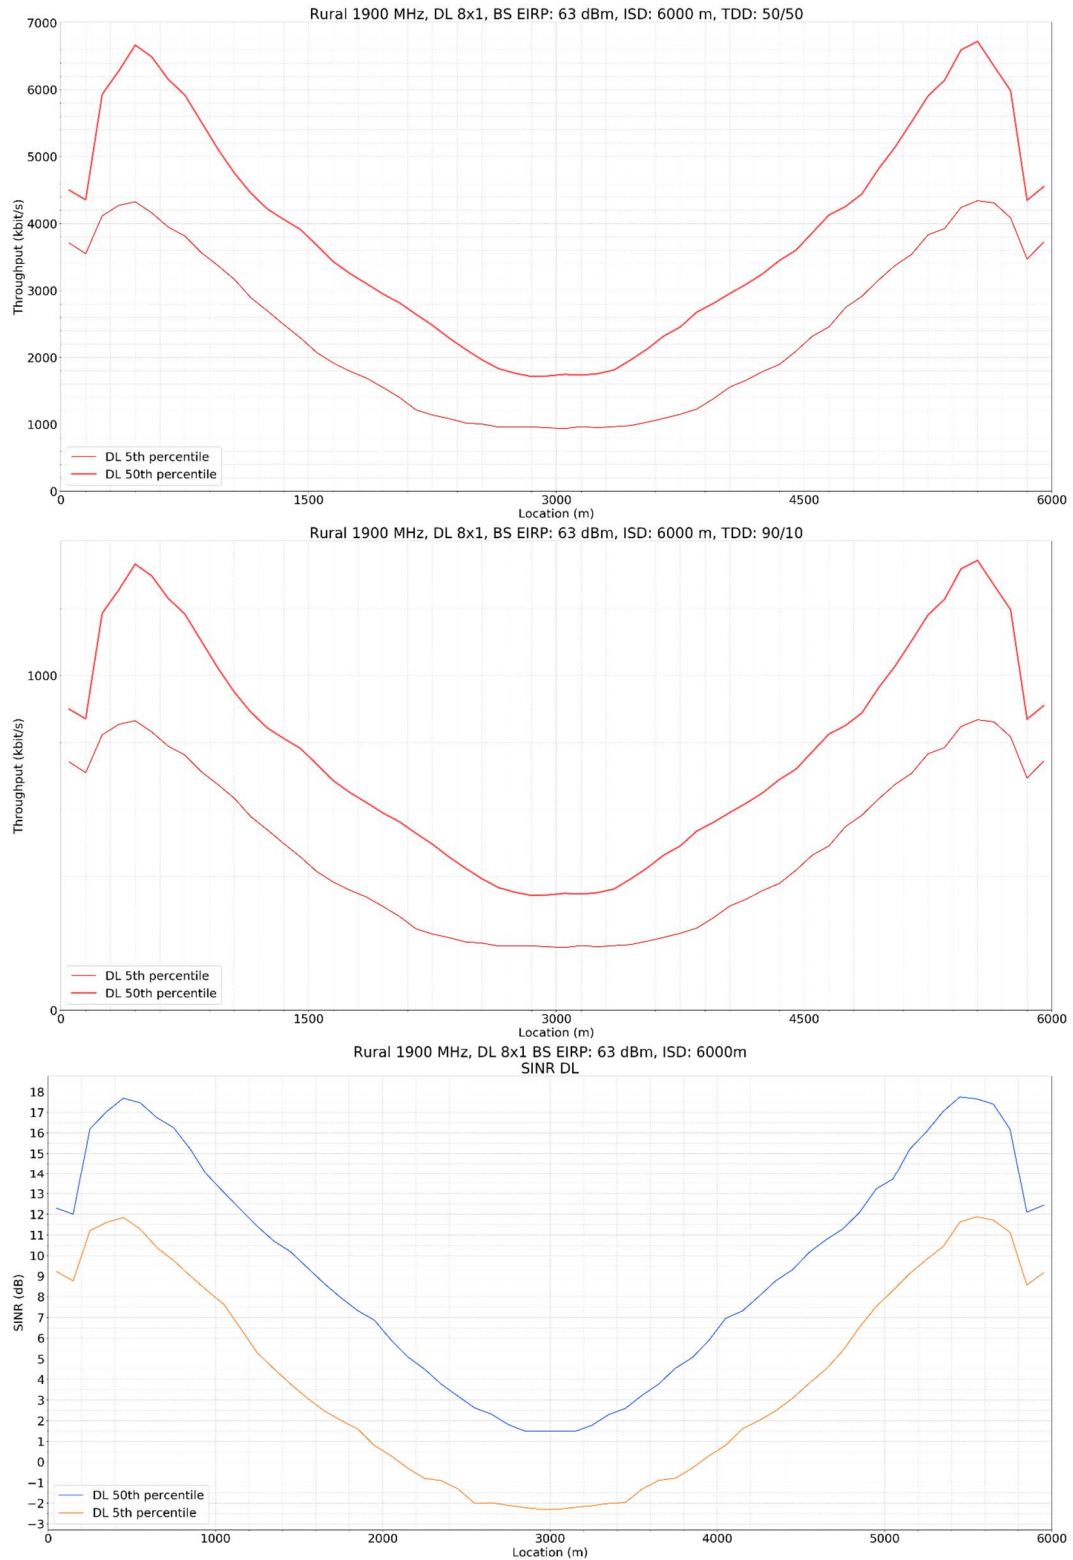 Rural 1900 MHz, DL 8x1, BS EIRP: 63 dBm, ISD: 6000 m, TDD: 50/50
7000
6000
5000
4000
3000
2000
1000
0
Throughput (kbit/s)
DL 5th percentile
DL 50th percentile
0 1500 3000 4500 6000
Location (m)
Rural 1900 MHz, DL 8x1, BS EIRP: 63 dBm, ISD: 6000 m, TDD: 90/10
1000
0
Throughput (kbit/s)
DL 5th percentile
DL 50th percentile
0 1500 3000 4500 6000
Location (m)
Rural 1900 MHz, DL 8x1 BS EIRP: 63 dBm, ISD: 6000m
SINR DL
18
17
16
15
14
13
12
11
10
9
8
7
6
5
4
3
2
1
0
−1
−2
−3
SINR (dB)
DL 50th percentile
DL 5th percentile
0 1000 2000 3000 4000 5000 6000
Location (m)